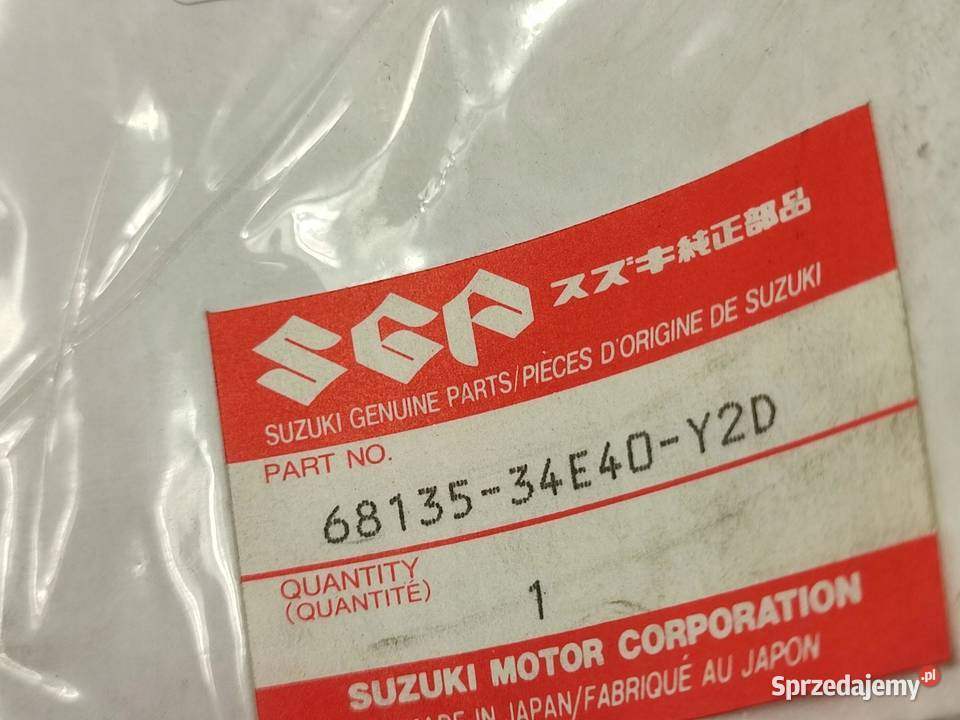 SGP スズキ純正部品
SUZUKI GENUINE PARTS/PIÈCES D'ORIGINE DE SUZUKI
PART NO.
68135-34E40-Y2D
QUANTITY
(QUANTITÉ)
1
SUZUKI MOTOR CORPORATION
MADE IN JAPAN/FABRIQUÉ AU JAPON
Sprzedajemy.pl